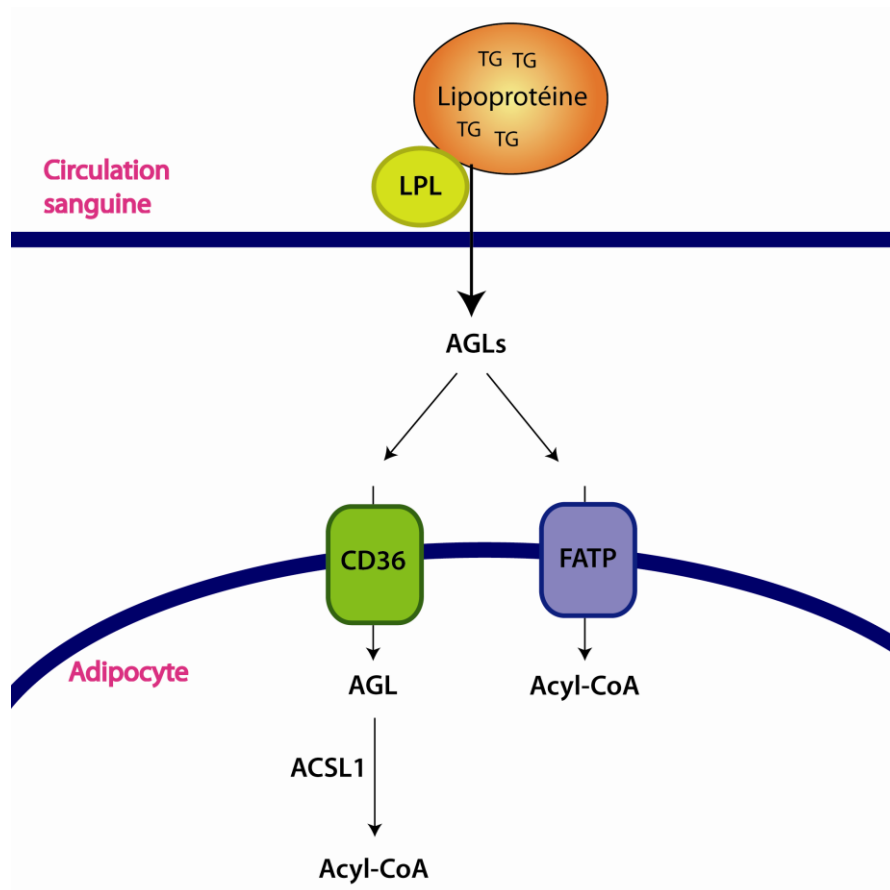 TG TG
Lipoprotéine
TG TG
Circulation
sanguine
LPL
AGLs
CD36
FATP
Adipocyte
AGL
Acyl-CoA
ACSL1
Acyl-CoA